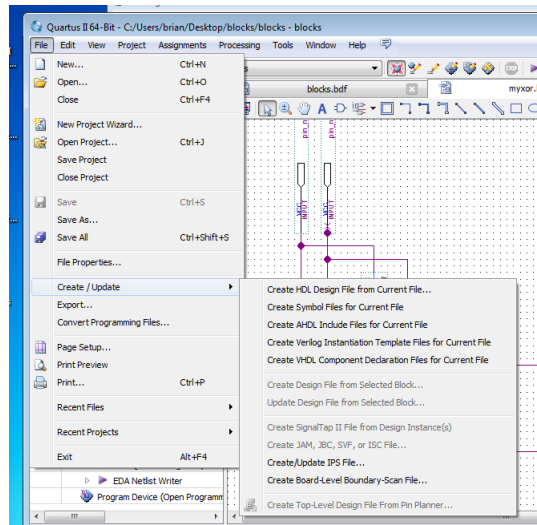 Quartus II 64-Bit - C:/Users/brian/Desktop/blocks/blocks - blocks
File Edit View Project Assignments Processing Tools Window Help
New... Ctrl+N
Open... Ctrl+O
Close Ctrl+F4
New Project Wizard...
Open Project... Ctrl+J
Save Project
Close Project
Save Ctrl+S
Save As...
Save All Ctrl+Shift+S
File Properties...
Create / Update
Export...
Convert Programming Files...
Page Setup...
Print Preview
Print... Ctrl+P
Recent Files
Recent Projects
Exit Alt+F4
EDA Netlist Writer
Program Device (Open Programm
blocks.bdf
myxor.
pin_n
pin_n
VCC
INPUT
VCC
INPUT
Create HDL Design File from Current File...
Create Symbol Files for Current File
Create AHDL Include Files for Current File
Create Verilog Instantiation Template Files for Current File
Create VHDL Component Declaration Files for Current File
Create Design File from Selected Block...
Update Design File from Selected Block...
Create SignalTap II File from Design Instance(s)
Create JAM, JBC, SVF, or ISC File...
Create/Update IPS File...
Create Board-Level Boundary-Scan File...
Create Top-Level Design File From Pin Planner...